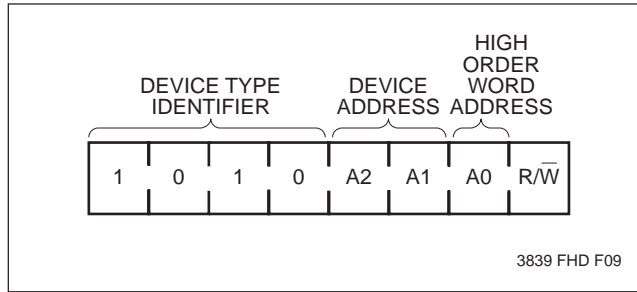 HIGH
ORDER
DEVICE TYPE DEVICE WORD
IDENTIFIER ADDRESS ADDRESS
1 0 1 0 A2 A1 A0 R/W̅
3839 FHD F09